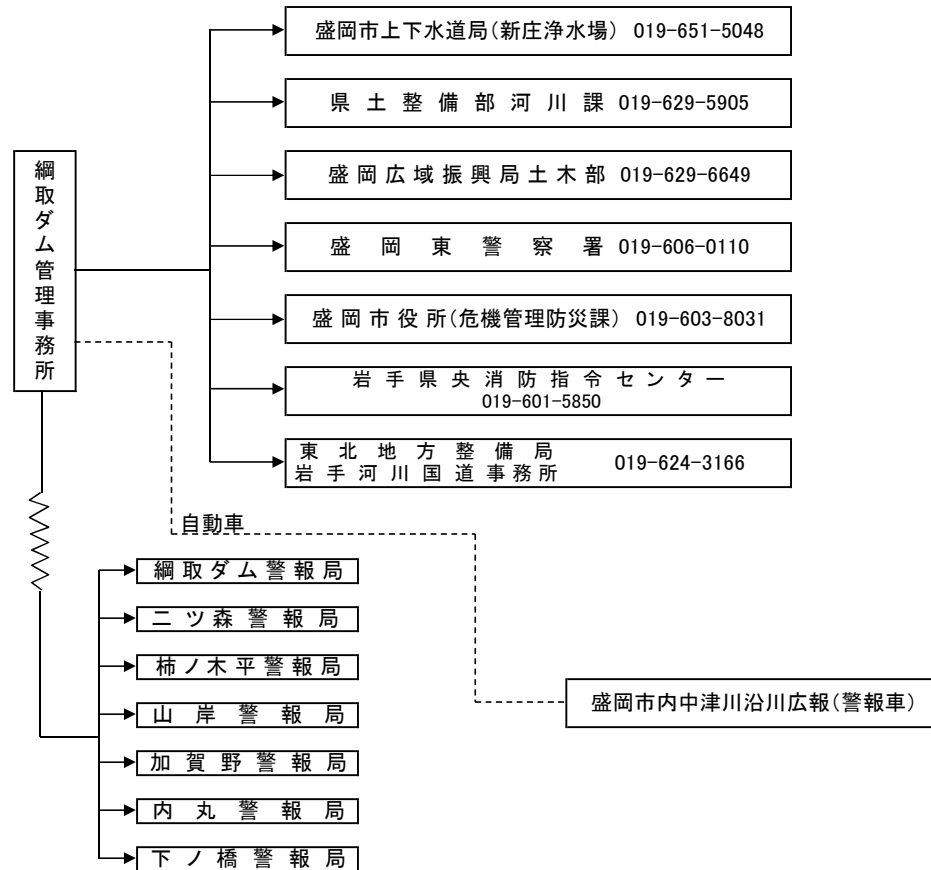 盛岡市上下水道局(新庄浄水場) 019-651-5048
県土整備部河川課 019-629-5905
盛岡広域振興局土木部 019-629-6649
盛岡東警察署 019-606-0110
盛岡市役所(危機管理防災課) 019-603-8031
岩手県央消防指令センター
019-601-5850
東北地方整備局
岩手河川国道事務所 019-624-3166
綱取ダム管理事務所
自動車
綱取ダム警報局
二ツ森警報局
柿ノ木平警報局
山岸警報局
加賀野警報局
内丸警報局
下ノ橋警報局
盛岡市内中津川沿川広報(警報車)